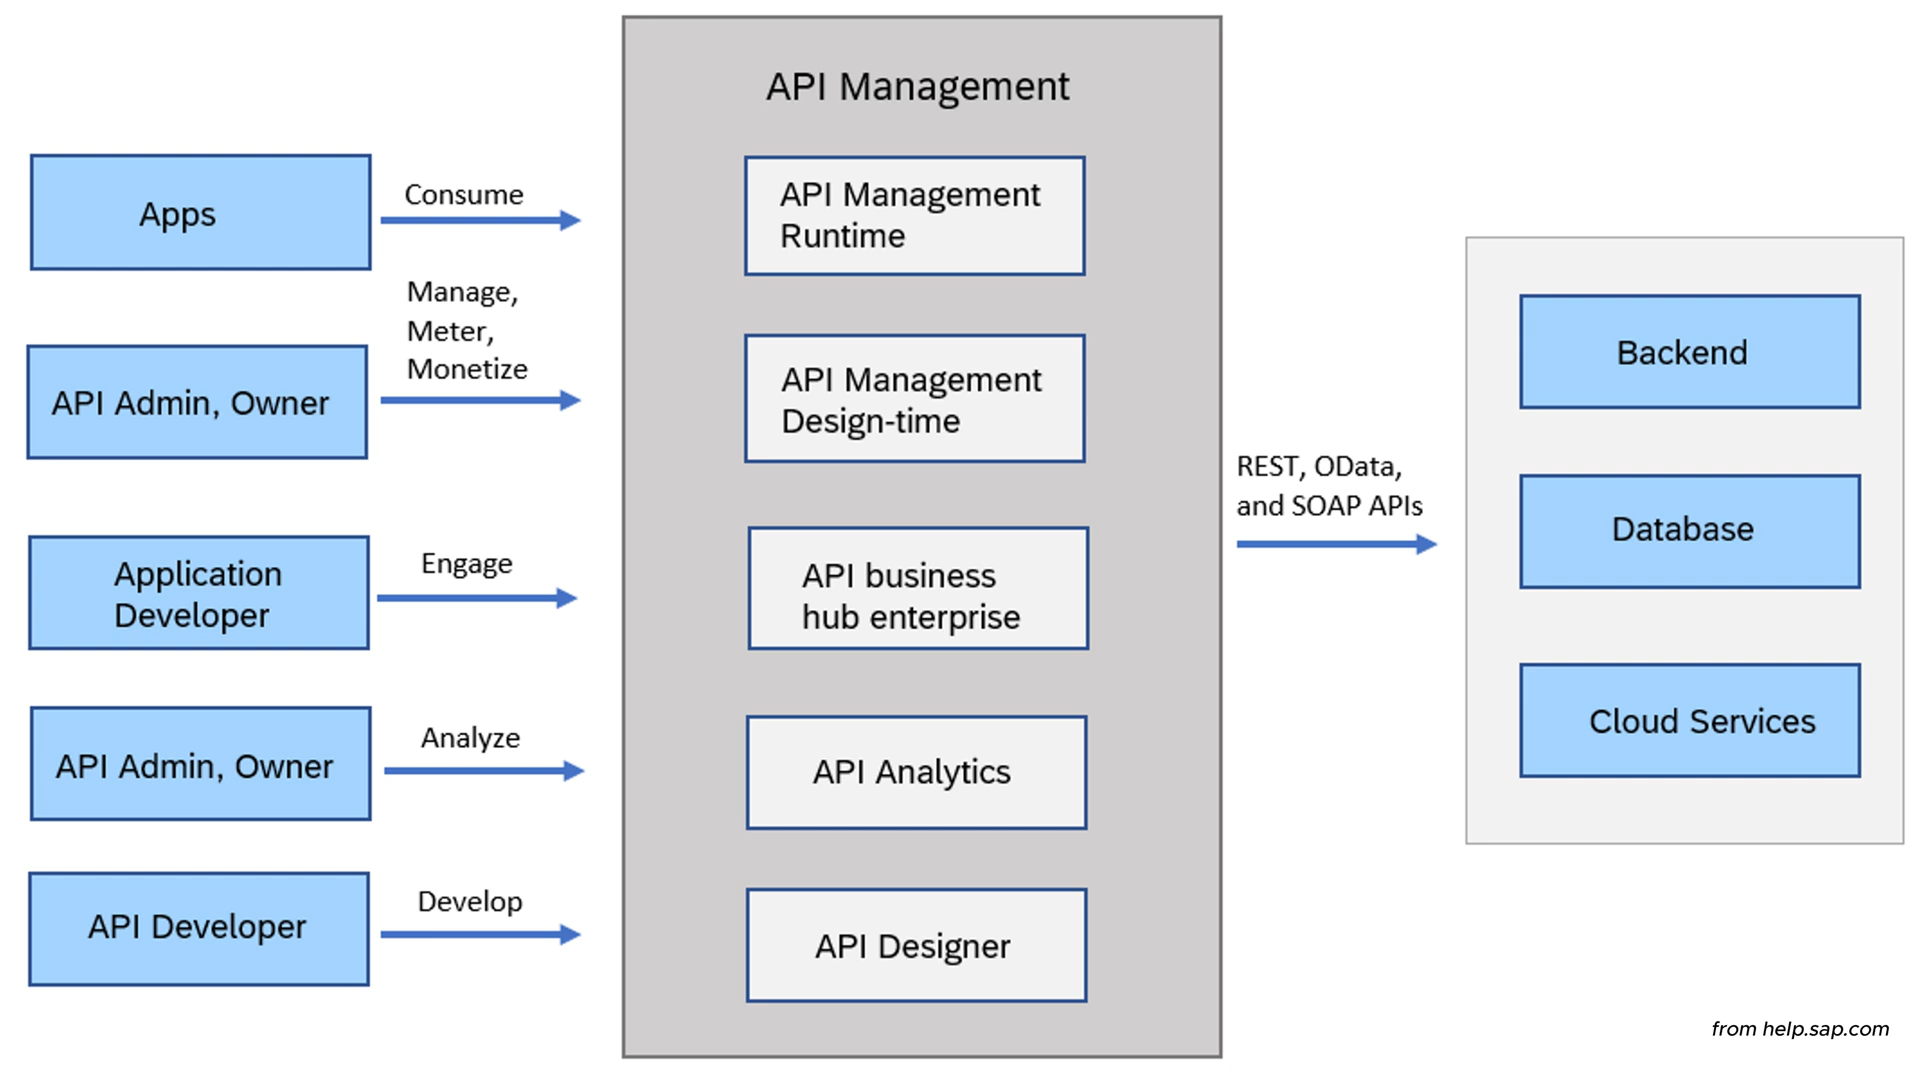 API Management
Apps
Consume
API Management
Runtime
Manage,
Meter,
Monetize
API Admin, Owner
API Management
Design-time
Application
Developer
Engage
API business
hub enterprise
API Admin, Owner
Analyze
API Analytics
API Developer
Develop
API Designer
REST, OData,
and SOAP APIs
Backend
Database
Cloud Services
from help.sap.com